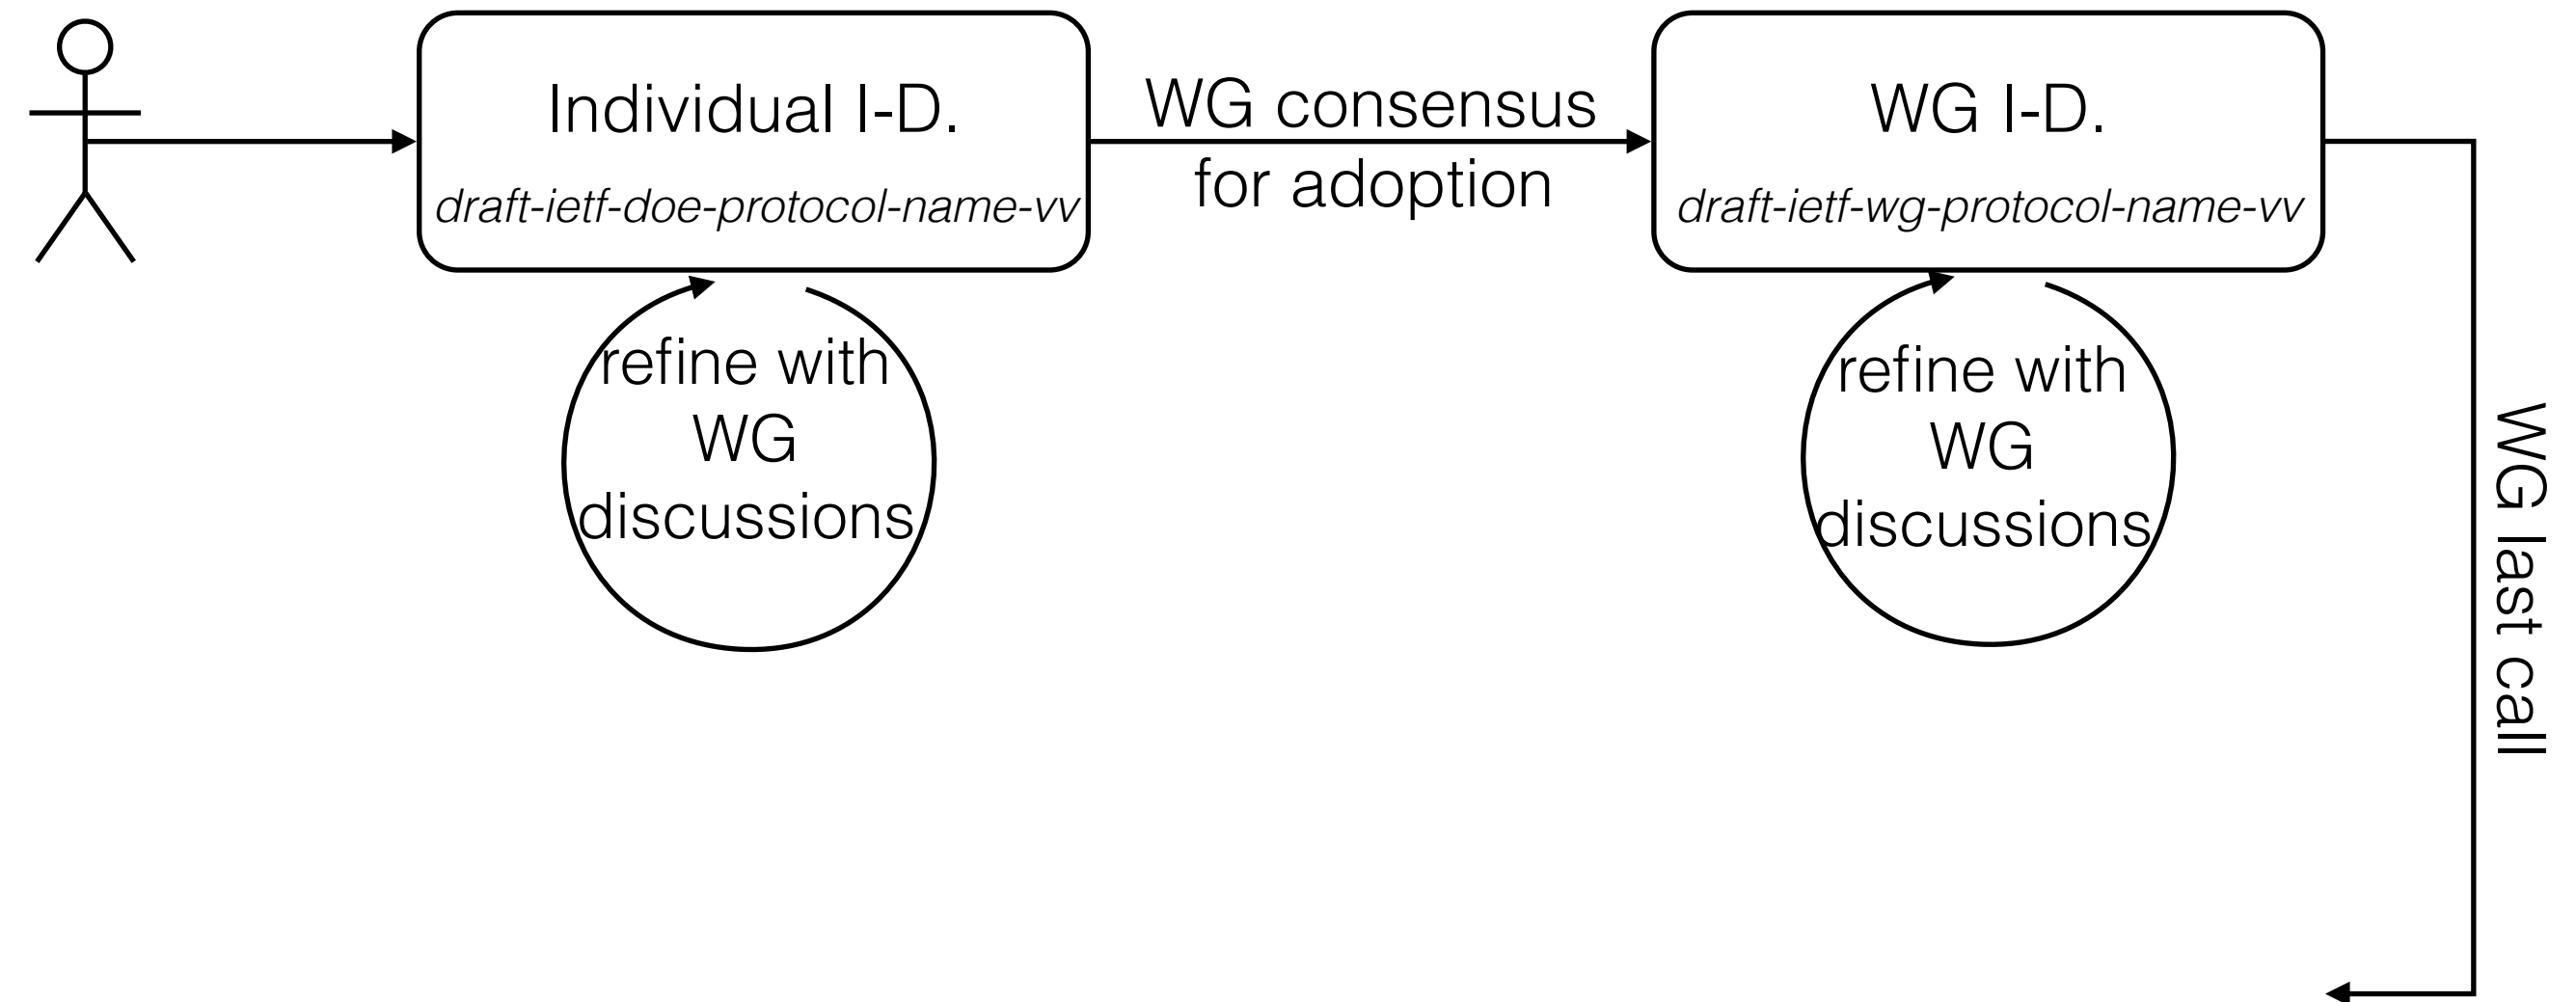 Individual I-D.
draft-ietf-doe-protocol-name-vv
WG consensus
for adoption
WG I-D.
draft-ietf-wg-protocol-name-vv
refine with
WG
discussions
refine with
WG
discussions
WG last call